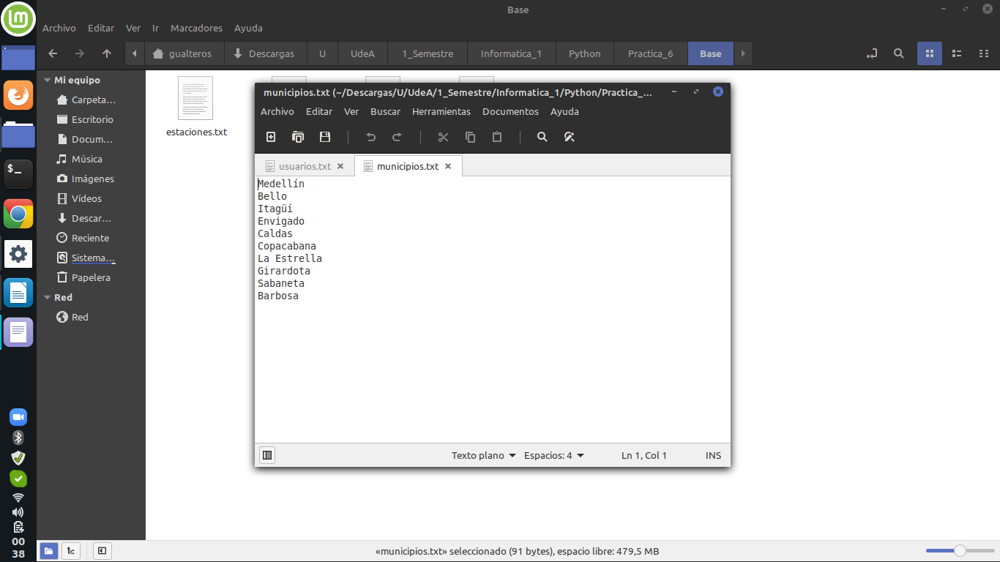 Base
Archivo Editar Ver Ir Marcadores Ayuda
gualteros Descargas U UdeA 1_Semestre Informatica_1 Python Practica_6 Base
Mi equipo
Carpeta...
Escritorio
Docum...
Música
Imágenes
Vídeos
Descar...
Reciente
Sistema...
Papelera
Red
Red
estaciones.txt
municipios.txt (~/Descargas/U/UdeA/1_Semestre/Informatica_1/Python/Practica_...
Archivo Editar Ver Buscar Herramientas Documentos Ayuda
usuarios.txt municipios.txt
Medellín
Bello
Itagüí
Envigado
Caldas
Copacabana
La Estrella
Girardota
Sabaneta
Barbosa
Texto plano Espacios: 4 Ln 1, Col 1 INS
00
38
«municipios.txt» seleccionado (91 bytes), espacio libre: 479,5 MB